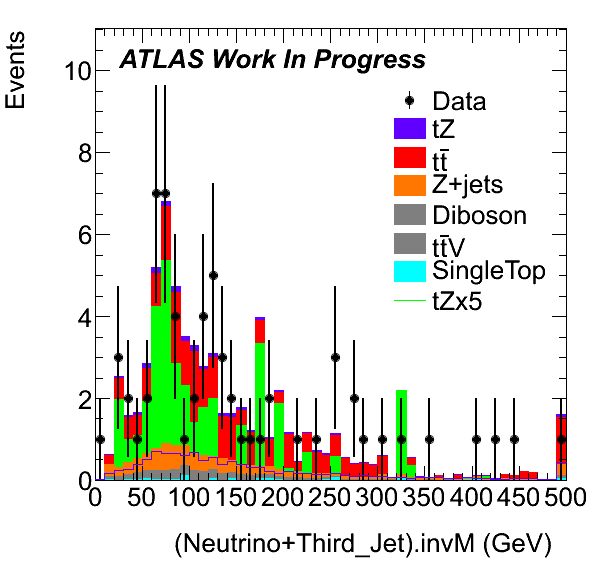 Events
ATLAS Work In Progress
10
8
6
4
2
0
Data
tZ
tt̄
Z+jets
Diboson
tt̄V
SingleTop
tZx5
0 50 100 150 200 250 300 350 400 450 500
(Neutrino+Third_Jet).invM (GeV)